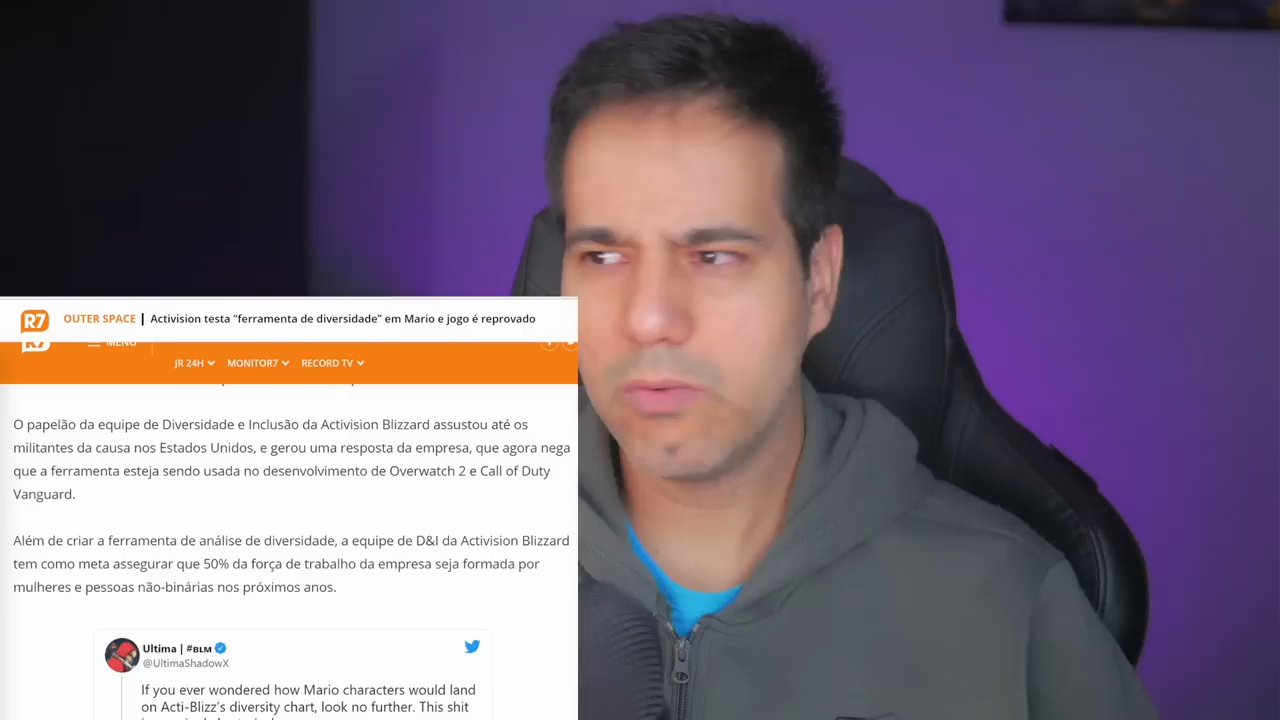 R7
OUTER SPACE | Activision testa “ferramenta de diversidade” em Mario e jogo é reprovado
MENU
JR 24H MONITOR7 RECORD TV
O papelão da equipe de Diversidade e Inclusão da Activision Blizzard assustou até os
militantes da causa nos Estados Unidos, e gerou uma resposta da empresa, que agora nega
que a ferramenta esteja sendo usada no desenvolvimento de Overwatch 2 e Call of Duty
Vanguard.
Além de criar a ferramenta de análise de diversidade, a equipe de D&I da Activision Blizzard
tem como meta assegurar que 50% da força de trabalho da empresa seja formada por
mulheres e pessoas não-binárias nos próximos anos.
Ultima | #BLM
@UltimaShadowX
If you ever wondered how Mario characters would land
on Acti-Blizz's diversity chart, look no further. This shit